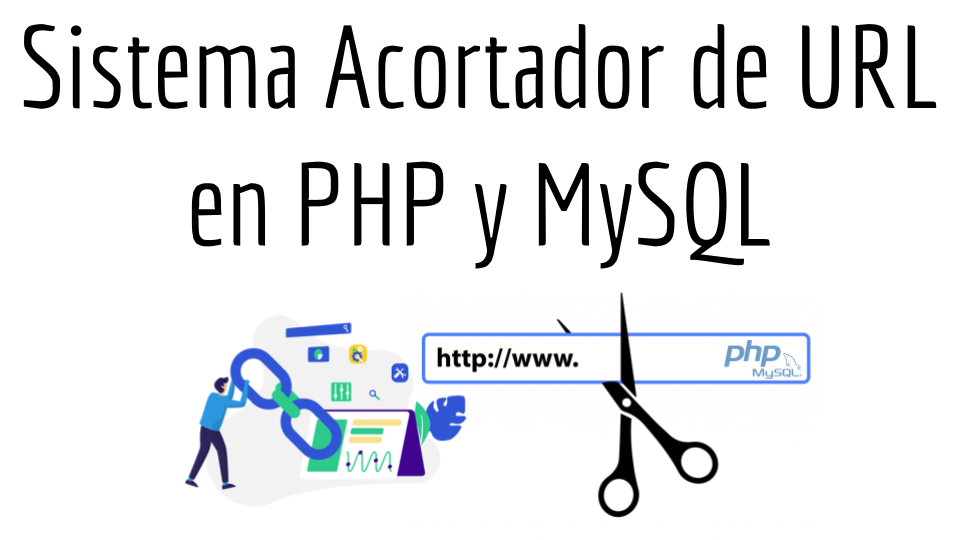 Sistema Acortador de URL
en PHP y MySQL
http://www.
php
MySQL